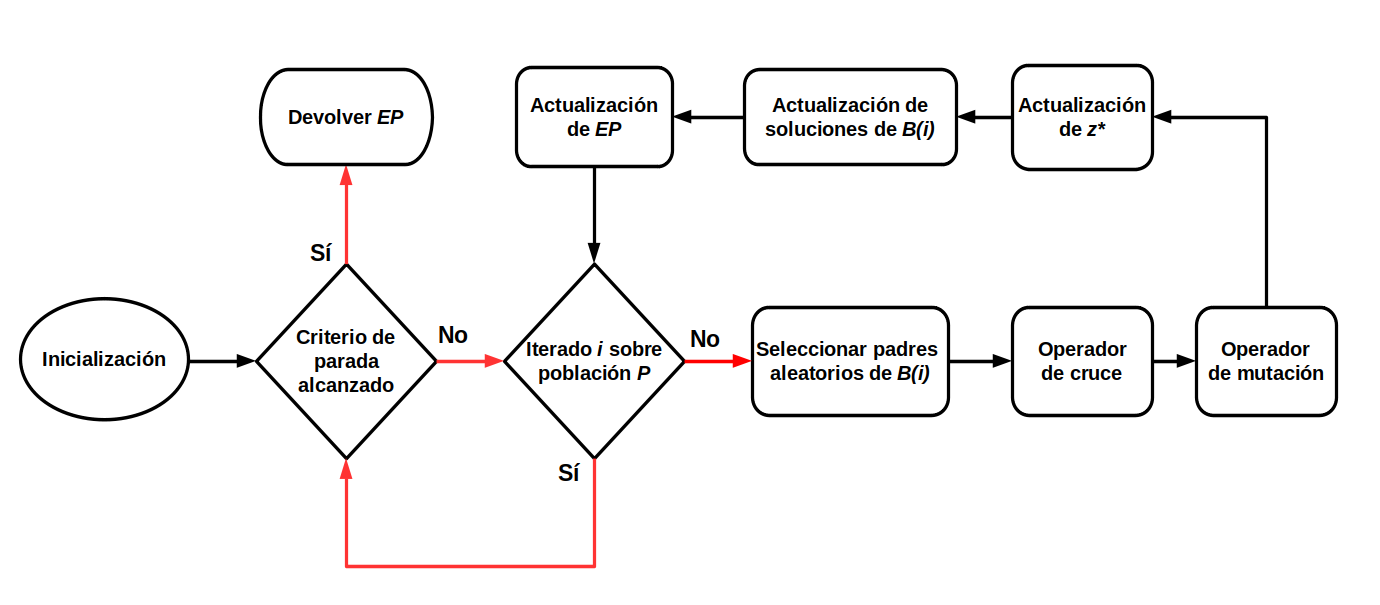 Devolver EP
Actualización
de EP
Actualización de
soluciones de B(i)
Actualización
de z*
Sí
Inicialización
Criterio de
parada
alcanzado
No
Iterado i sobre
población P
No
Seleccionar padres
aleatorios de B(i)
Operador
de cruce
Operador
de mutación
Sí